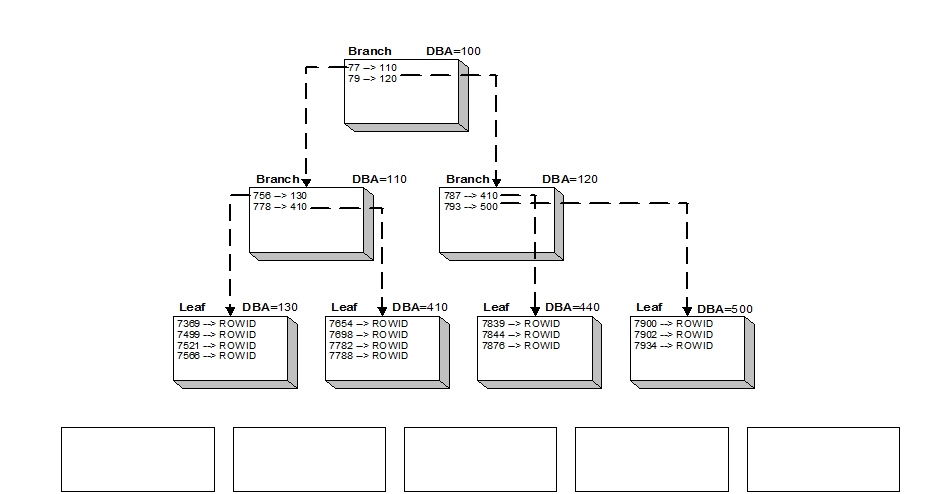 Branch DBA=100
77 --> 110
79 --> 120
Branch DBA=110
756 --> 130
778 --> 410
Branch DBA=120
787 --> 410
793 --> 500
Leaf DBA=130
7369 --> ROWID
7499 --> ROWID
7521 --> ROWID
7566 --> ROWID
Leaf DBA=410
7654 --> ROWID
7698 --> ROWID
7782 --> ROWID
7788 --> ROWID
Leaf DBA=440
7839 --> ROWID
7844 --> ROWID
7876 --> ROWID
Leaf DBA=500
7900 --> ROWID
7902 --> ROWID
7934 --> ROWID